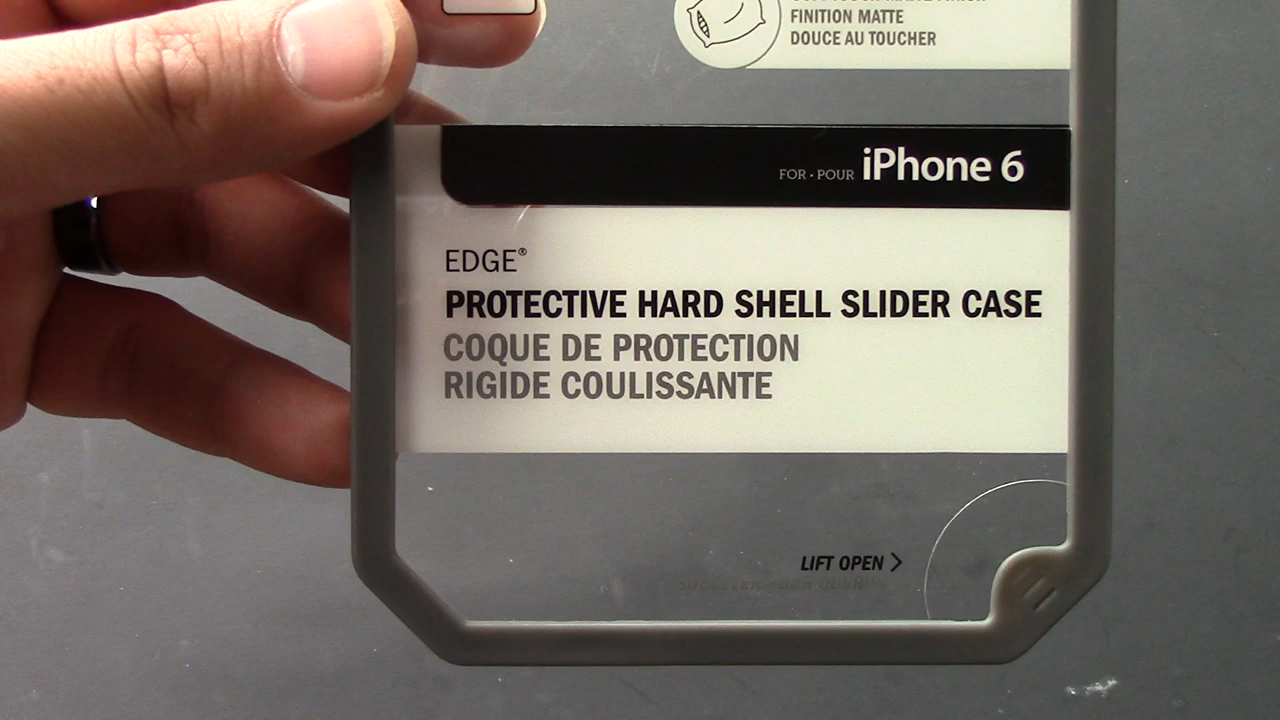 FINITION MATTE
DOUCE AU TOUCHER
FOR · POUR iPhone 6
EDGE®
PROTECTIVE HARD SHELL SLIDER CASE
COQUE DE PROTECTION
RIGIDE COULISSANTE
LIFT OPEN >